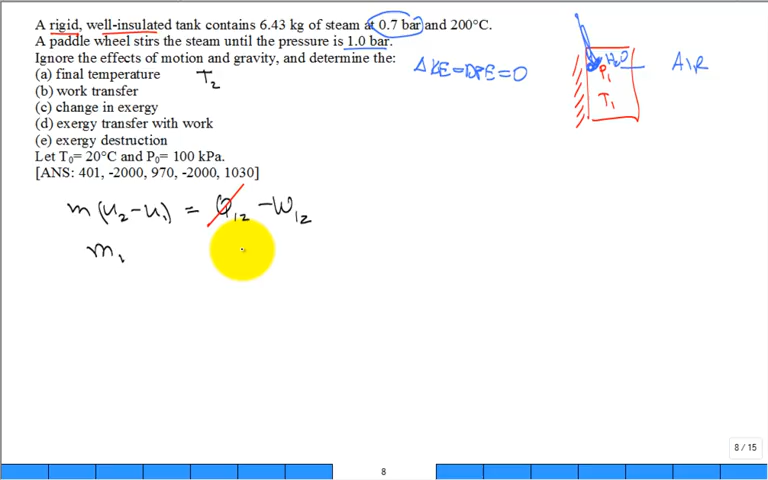 A rigid, well-insulated tank contains 6.43 kg of steam at 0.7 bar and 200°C.
A paddle wheel stirs the steam until the pressure is 1.0 bar.
Ignore the effects of motion and gravity, and determine the:
(a) final temperature T₂
(b) work transfer
(c) change in exergy
(d) exergy transfer with work
(e) exergy destruction
Let T₀= 20°C and P₀= 100 kPa.
[ANS: 401, -2000, 970, -2000, 1030]
ΔKE=ΔPE=0
H₂O
P₁
T₁
AIR
m(u₂-u₁) = Q₁₂ -W₁₂
m₁
8 / 15
8